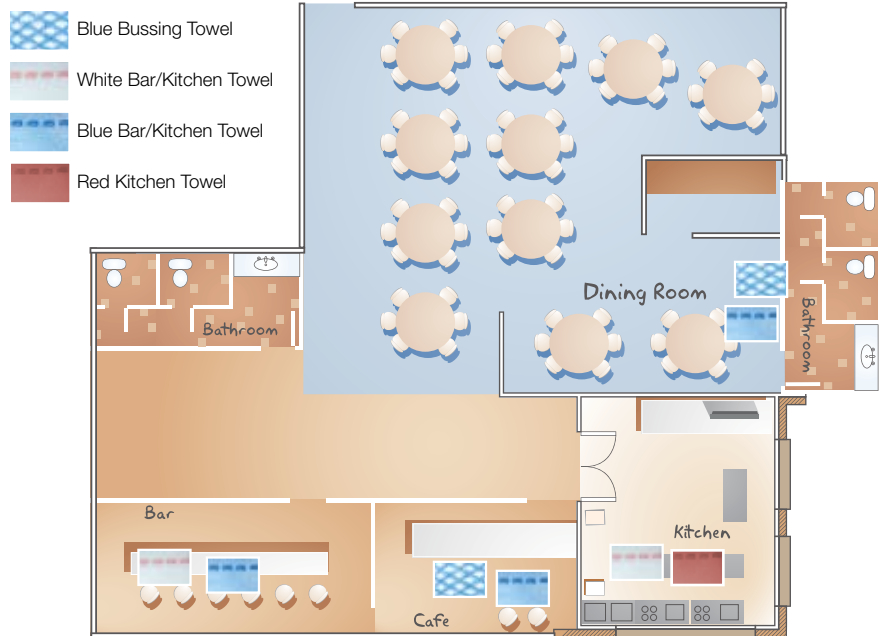 Blue Bussing Towel
White Bar/Kitchen Towel
Blue Bar/Kitchen Towel
Red Kitchen Towel
Dining Room
Bathroom
Bathroom
Bar
Kitchen
Cafe